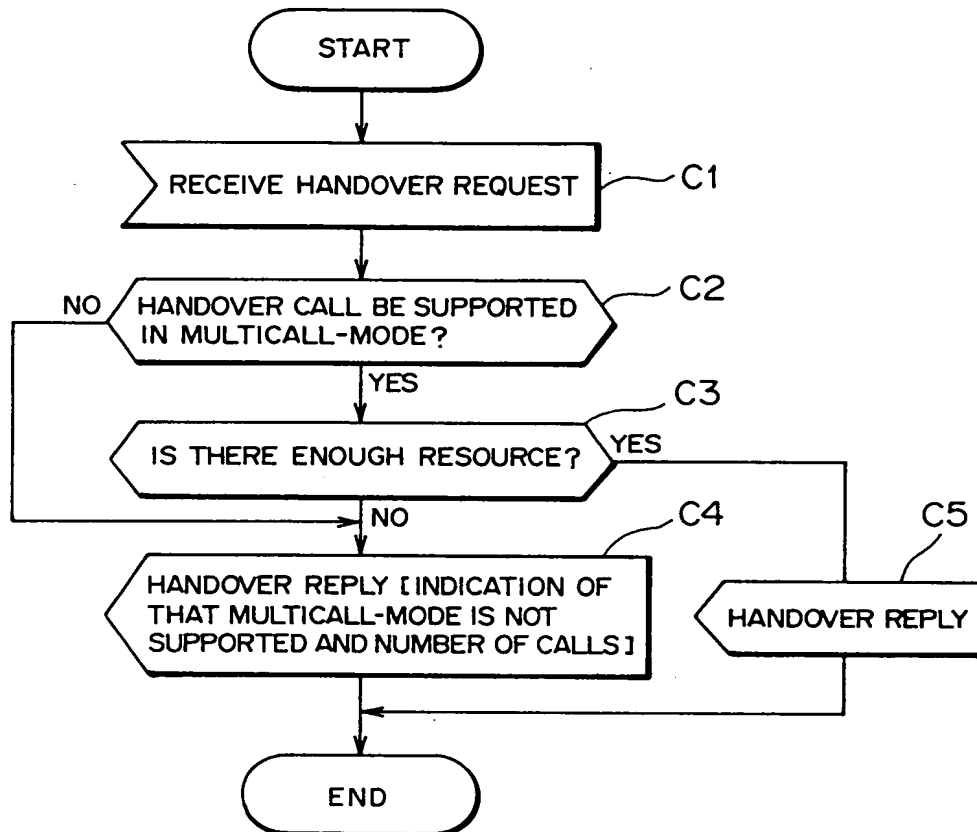 START
RECEIVE HANDOVER REQUEST
C1
NO
HANDOVER CALL BE SUPPORTED
IN MULTICALL-MODE?
C2
YES
C3
IS THERE ENOUGH RESOURCE?
YES
NO
C4
C5
HANDOVER REPLY [INDICATION OF
THAT MULTICALL-MODE IS NOT
SUPPORTED AND NUMBER OF CALLS]
HANDOVER REPLY
END